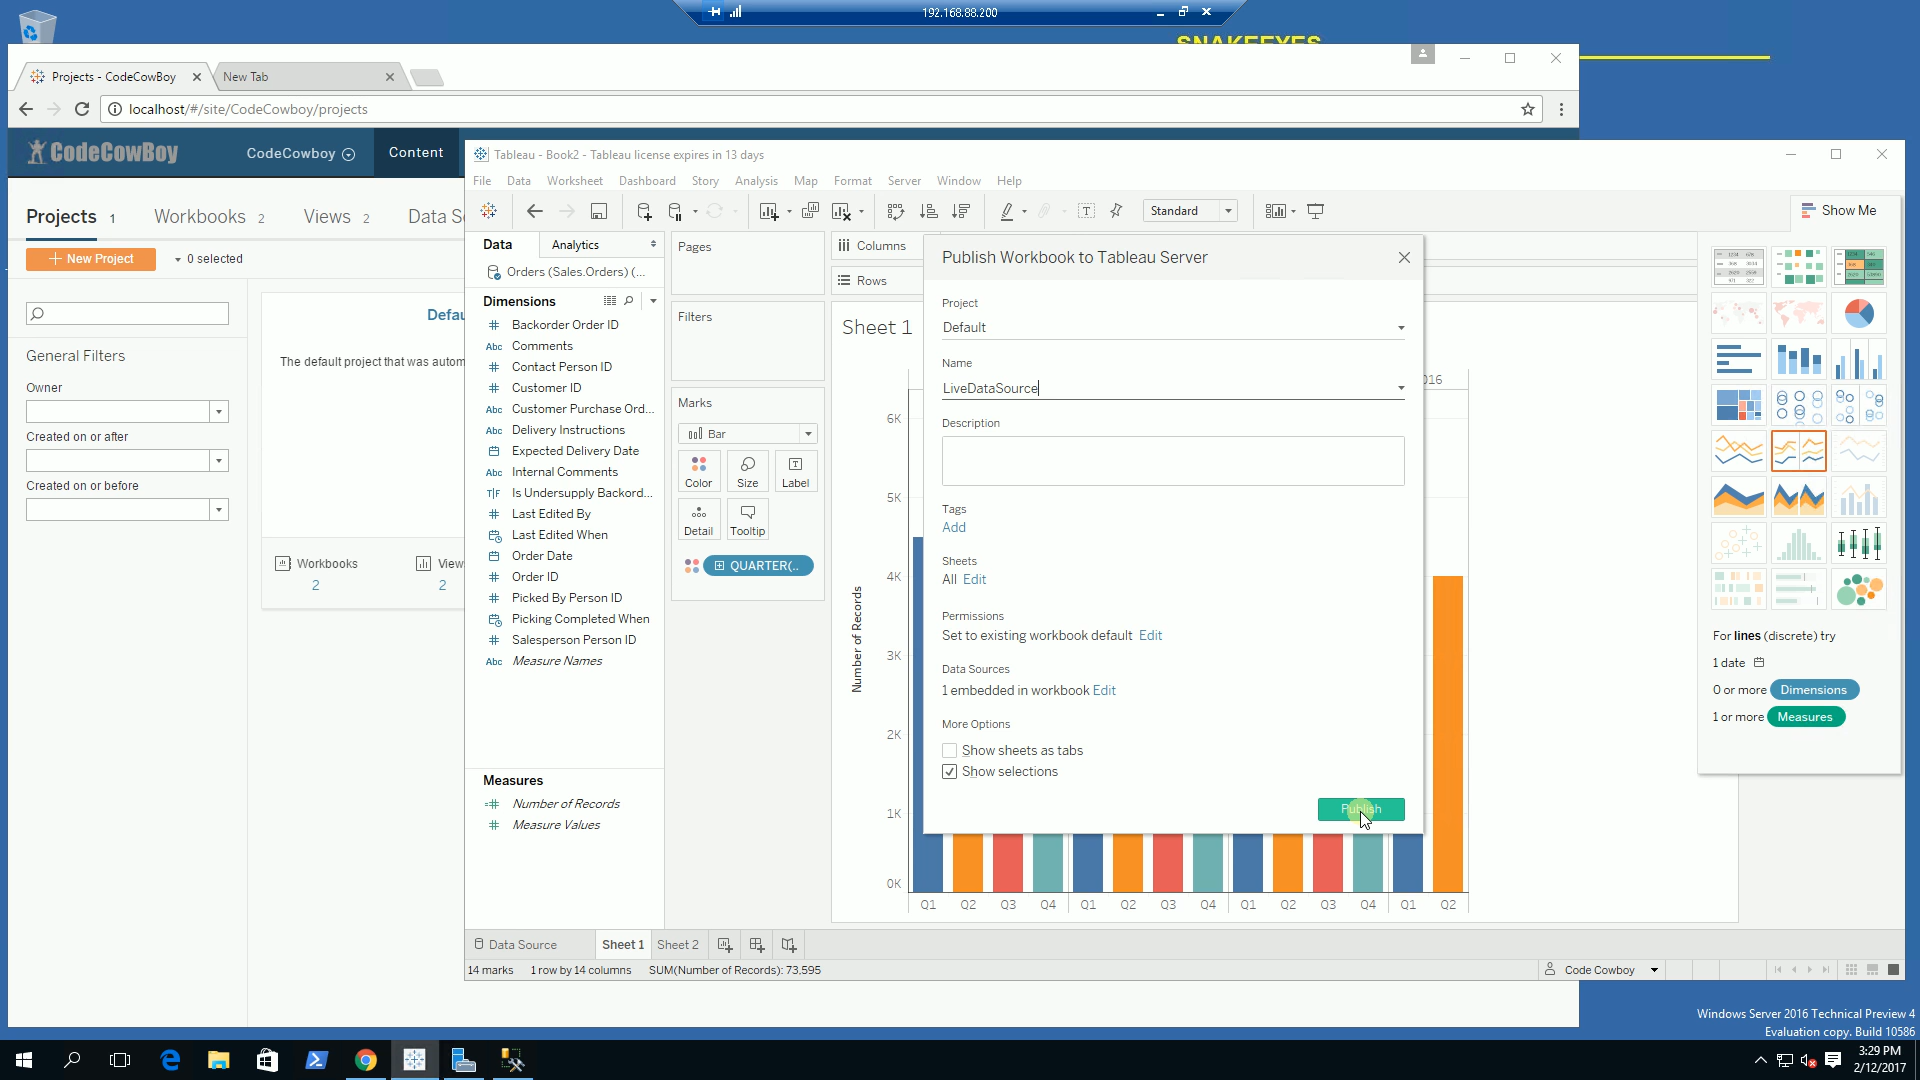 192.168.88.200
SNAKEEYES
Projects - CodeCowBoy
New Tab
localhost/#/site/CodeCowboy/projects
CodeCowBoy
CodeCowboy
Content
Projects 1
Workbooks 2
Views 2
Data S
New Project
0 selected
General Filters
Owner
Created on or after
Created on or before
Defau
The default project that was autom
Workbooks
2
View
2
Tableau - Book2 - Tableau license expires in 13 days
File Data Worksheet Dashboard Story Analysis Map Format Server Window Help
Standard
Show Me
Data
Analytics
Orders (Sales.Orders) (...
Dimensions
# Backorder Order ID
Abc Comments
# Contact Person ID
# Customer ID
Abc Customer Purchase Ord...
Abc Delivery Instructions
Expected Delivery Date
Abc Internal Comments
T|F Is Undersupply Backord...
# Last Edited By
Last Edited When
Order Date
# Order ID
# Picked By Person ID
Picking Completed When
# Salesperson Person ID
Abc Measure Names
Measures
=# Number of Records
# Measure Values
Pages
Filters
Marks
Bar
Color
Size
Label
Detail
Tooltip
QUARTER(..
Columns
Rows
Sheet 1
016
6K
5K
4K
3K
2K
1K
0K
Number of Records
Q1 Q2 Q3 Q4 Q1 Q2 Q3 Q4 Q1 Q2 Q3 Q4 Q1 Q2
Publish Workbook to Tableau Server
Project
Default
Name
LiveDataSource
Description
Tags
Add
Sheets
All Edit
Permissions
Set to existing workbook default Edit
Data Sources
1 embedded in workbook Edit
More Options
Show sheets as tabs
Show selections
Publish
For lines (discrete) try
1 date
0 or more Dimensions
1 or more Measures
Data Source
Sheet 1
Sheet 2
14 marks
1 row by 14 columns
SUM(Number of Records): 73,595
Code Cowboy
Windows Server 2016 Technical Preview 4
Evaluation copy. Build 10586
3:29 PM
2/12/2017